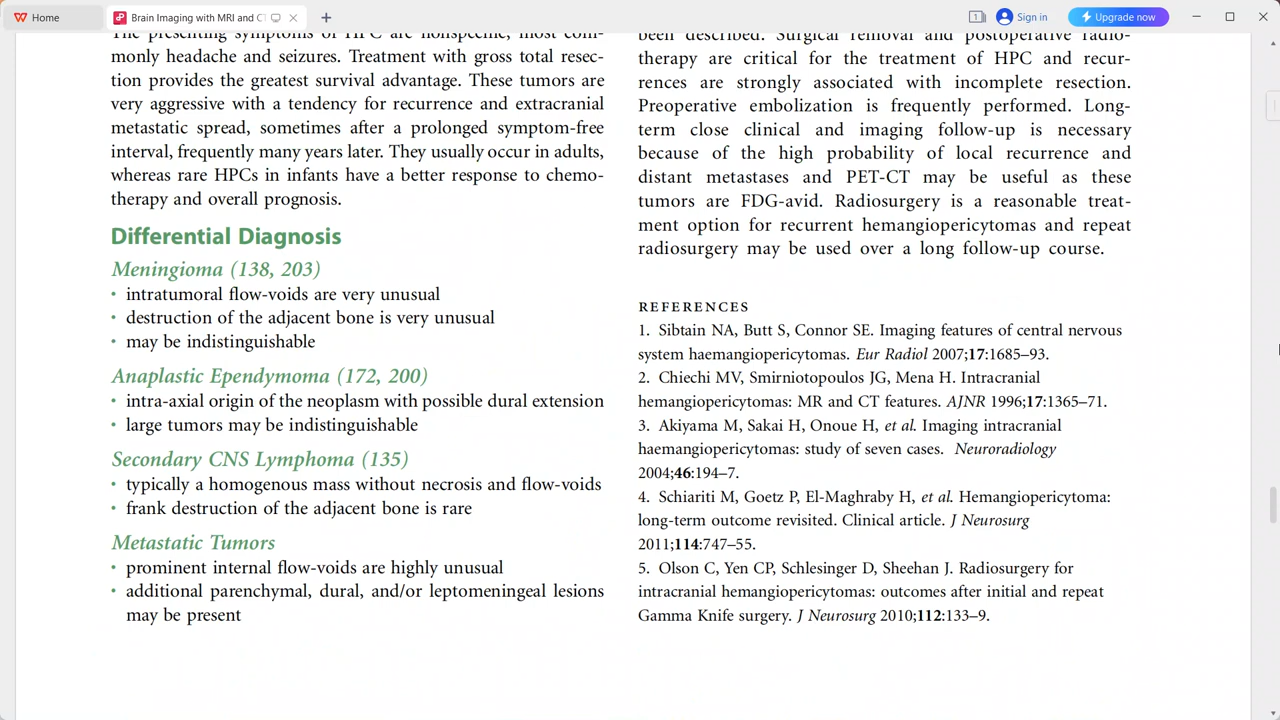 Home
Brain Imaging with MRI and C
Sign in
Upgrade now
The presenting symptoms of HPC are nonspecific, most com-
monly headache and seizures. Treatment with gross total resec-
tion provides the greatest survival advantage. These tumors are
very aggressive with a tendency for recurrence and extracranial
metastatic spread, sometimes after a prolonged symptom-free
interval, frequently many years later. They usually occur in adults,
whereas rare HPCs in infants have a better response to chemo-
therapy and overall prognosis.
Differential Diagnosis
Meningioma (138, 203)
• intratumoral flow-voids are very unusual
• destruction of the adjacent bone is very unusual
• may be indistinguishable
Anaplastic Ependymoma (172, 200)
• intra-axial origin of the neoplasm with possible dural extension
• large tumors may be indistinguishable
Secondary CNS Lymphoma (135)
• typically a homogenous mass without necrosis and flow-voids
• frank destruction of the adjacent bone is rare
Metastatic Tumors
• prominent internal flow-voids are highly unusual
• additional parenchymal, dural, and/or leptomeningeal lesions
may be present
been described. Surgical removal and postoperative radio-
therapy are critical for the treatment of HPC and recur-
rences are strongly associated with incomplete resection.
Preoperative embolization is frequently performed. Long-
term close clinical and imaging follow-up is necessary
because of the high probability of local recurrence and
distant metastases and PET-CT may be useful as these
tumors are FDG-avid. Radiosurgery is a reasonable treat-
ment option for recurrent hemangiopericytomas and repeat
radiosurgery may be used over a long follow-up course.
REFERENCES
1. Sibtain NA, Butt S, Connor SE. Imaging features of central nervous
system haemangiopericytomas. Eur Radiol 2007;17:1685–93.
2. Chiechi MV, Smirniotopoulos JG, Mena H. Intracranial
hemangiopericytomas: MR and CT features. AJNR 1996;17:1365–71.
3. Akiyama M, Sakai H, Onoue H, et al. Imaging intracranial
haemangiopericytomas: study of seven cases. Neuroradiology
2004;46:194–7.
4. Schiariti M, Goetz P, El-Maghraby H, et al. Hemangiopericytoma:
long-term outcome revisited. Clinical article. J Neurosurg
2011;114:747–55.
5. Olson C, Yen CP, Schlesinger D, Sheehan J. Radiosurgery for
intracranial hemangiopericytomas: outcomes after initial and repeat
Gamma Knife surgery. J Neurosurg 2010;112:133–9.